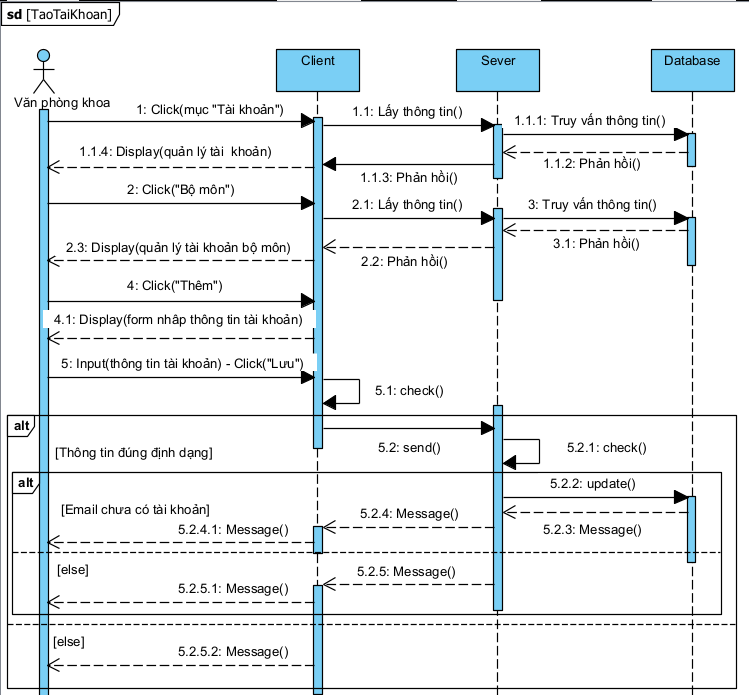 sd [TaoTaiKhoan]
Client
Sever
Database
Văn phòng khoa
1: Click(mục "Tài khoản")
1.1: Lấy thông tin()
1.1.1: Truy vấn thông tin()
1.1.4: Display(quản lý tài khoản)
1.1.3: Phản hồi()
1.1.2: Phản hồi()
2: Click("Bộ môn")
2.1: Lấy thông tin()
3: Truy vấn thông tin()
2.3: Display(quản lý tài khoản bộ môn)
2.2: Phản hồi()
3.1: Phản hồi()
4: Click("Thêm")
4.1: Display(form nhâp thông tin tài khoản)
5: Input(thông tin tài khoản) - Click("Lưu")
5.1: check()
alt
5.2: send()
5.2.1: check()
[Thông tin đúng định dạng]
alt
5.2.2: update()
[Email chưa có tài khoản]
5.2.4: Message()
5.2.3: Message()
5.2.4.1: Message()
[else]
5.2.5: Message()
5.2.5.1: Message()
[else]
5.2.5.2: Message()